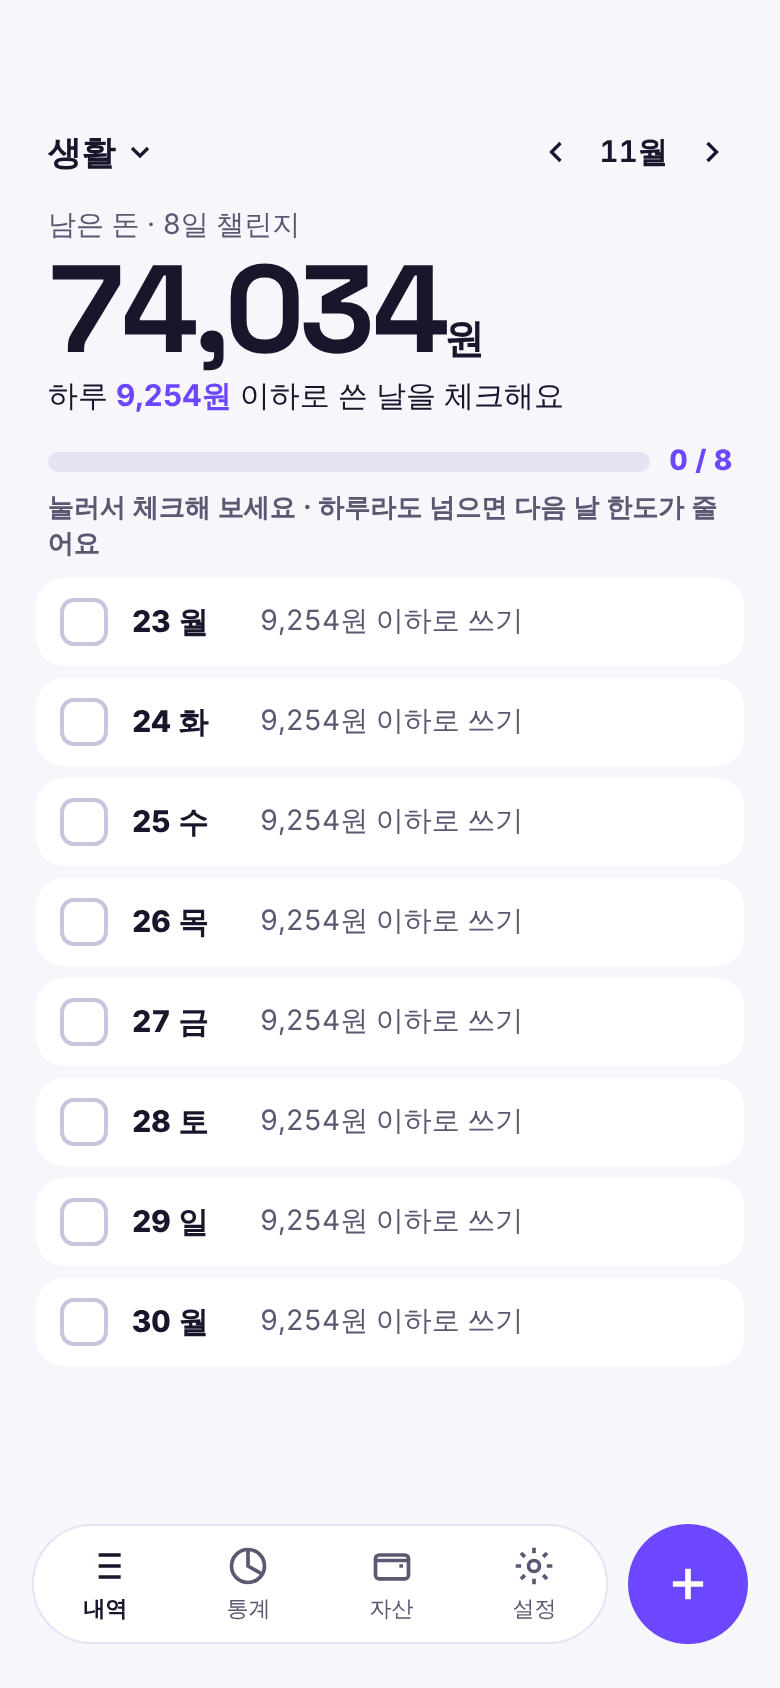 생활
11월
남은 돈 · 8일 챌린지
74,034원
하루 9,254원 이하로 쓴 날을 체크해요
0 / 8
눌러서 체크해 보세요 · 하루라도 넘으면 다음 날 한도가 줄
어요
23 월 9,254원 이하로 쓰기
24 화 9,254원 이하로 쓰기
25 수 9,254원 이하로 쓰기
26 목 9,254원 이하로 쓰기
27 금 9,254원 이하로 쓰기
28 토 9,254원 이하로 쓰기
29 일 9,254원 이하로 쓰기
30 월 9,254원 이하로 쓰기
내역 통계 자산 설정